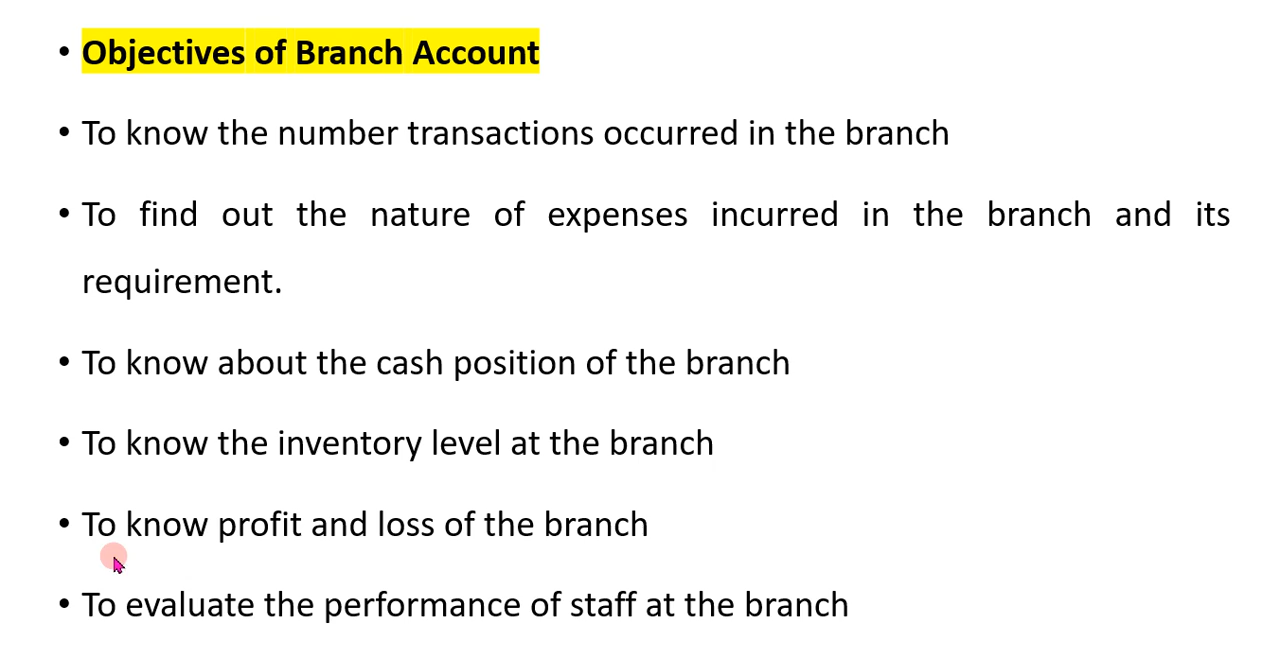 • Objectives of Branch Account
• To know the number transactions occurred in the branch
• To find out the nature of expenses incurred in the branch and its
requirement.
• To know about the cash position of the branch
• To know the inventory level at the branch
• To know profit and loss of the branch
• To evaluate the performance of staff at the branch